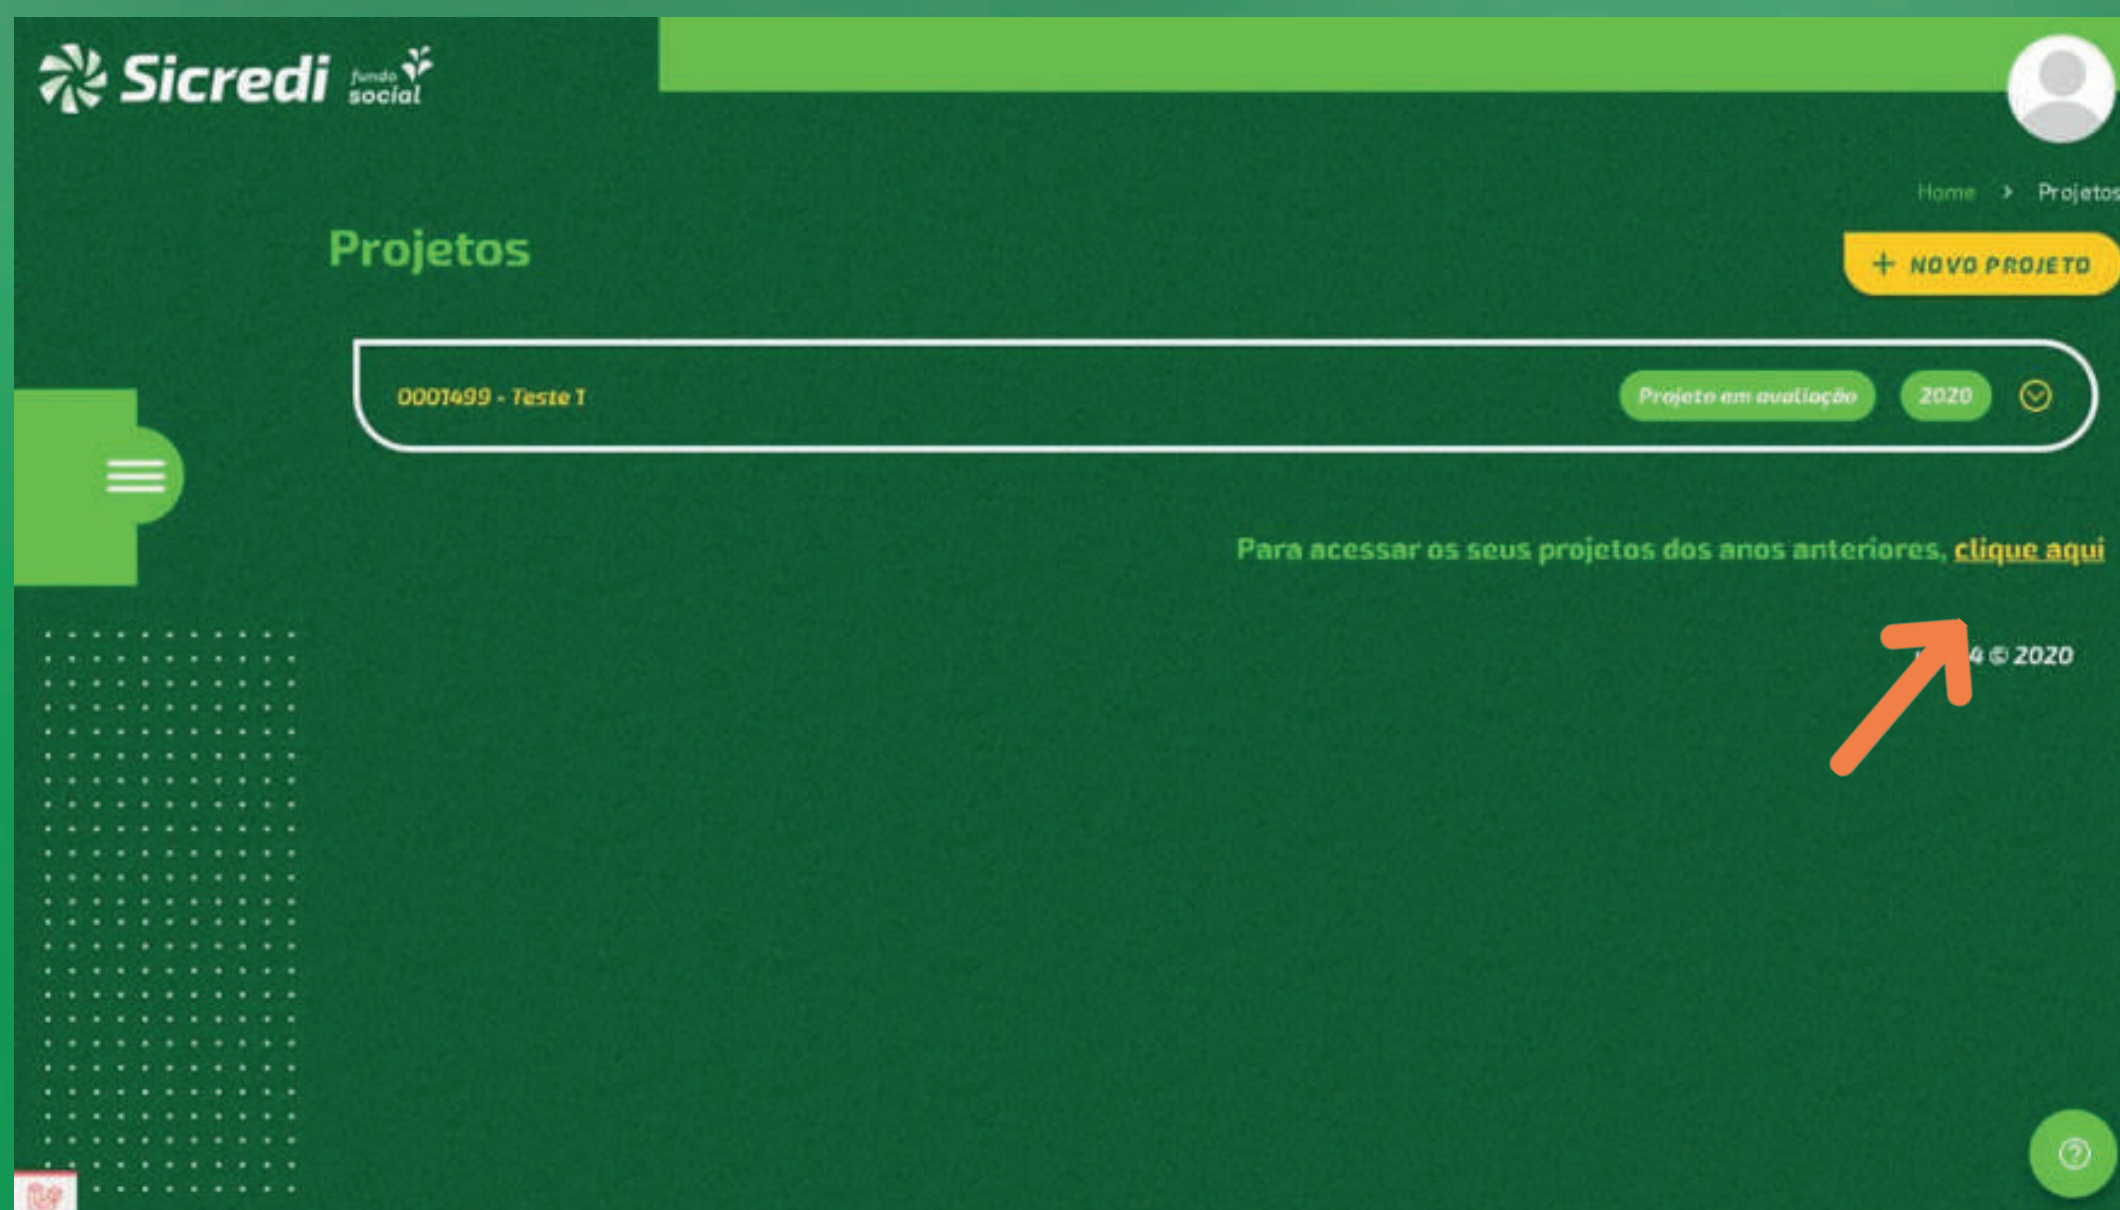 Sicredi fundo social
Home > Projetos
Projetos
+ NOVO PROJETO
0001499 - Teste 1
Projeto em avaliação
2020
Para acessar os seus projetos dos anos anteriores, clique aqui
4 © 2020